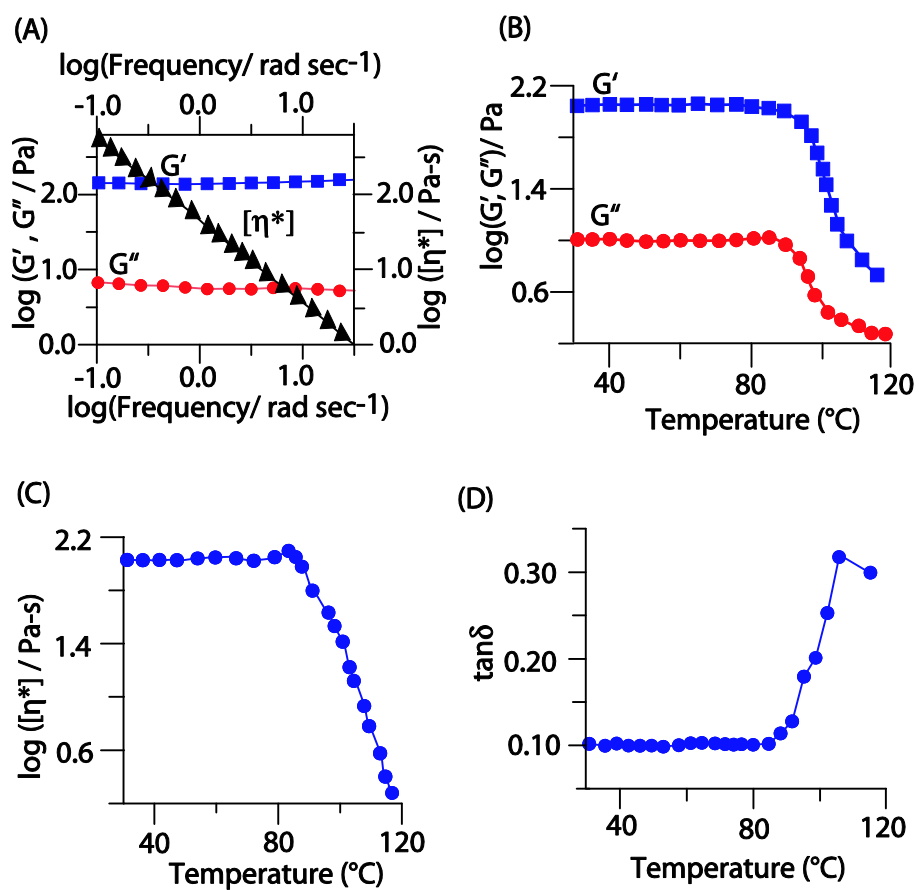 (A)
log(Frequency/ rad sec-1)
-1.0 0.0 1.0
log (G′ , G″ / Pa)
2.0
1.0
0.0
G′
[η*]
G″
2.0
1.0
0.0
log ([η*] / Pa-s)
-1.0 0.0 1.0
log(Frequency/ rad sec-1)
(B)
log(G′, G″)/ Pa
2.2
1.4
0.6
G′
G″
40 80 120
Temperature (°C)
(C)
log ([η*] / Pa-s)
2.2
1.4
0.6
40 80 120
Temperature (°C)
(D)
tanδ
0.30
0.20
0.10
40 80 120
Temperature (°C)